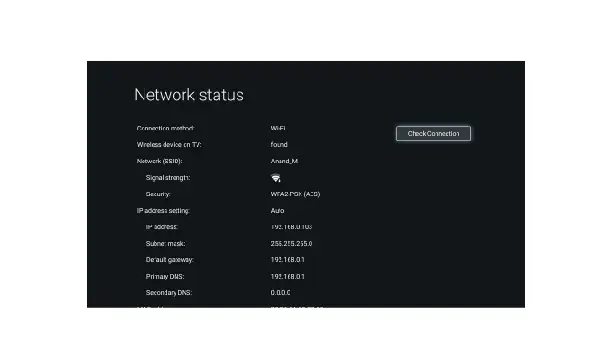 Network status
Connection method: Wi-Fi
Check Connection
Wireless device on TV: found
Network (SSID): Anand_M
Signal strength:
Security: WPA2-PSK (AES)
IP address setting: Auto
IP address: 192.168.0.103
Subnet mask: 255.255.255.0
Default gateway: 192.168.0.1
Primary DNS: 192.168.0.1
Secondary DNS: 0.0.0.0